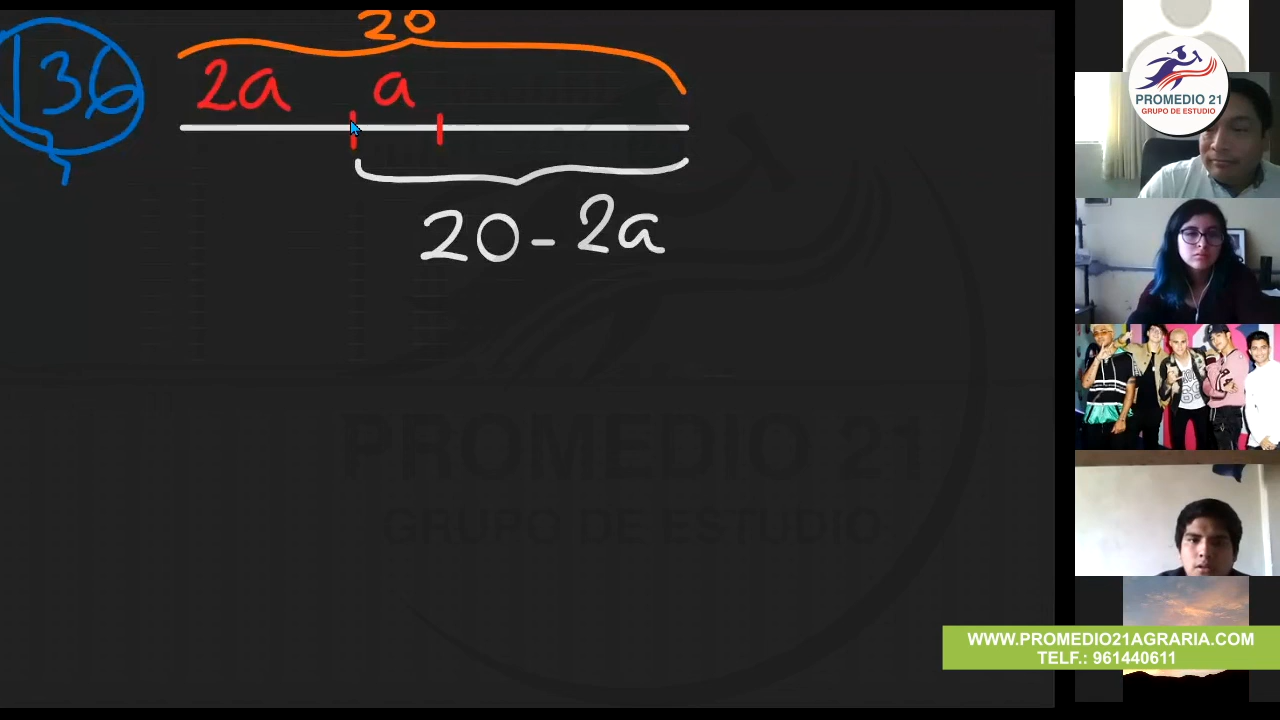 136
20
2a a
20 - 2a
PROMEDIO 21
GRUPO DE ESTUDIO
PROMEDIO 21
GRUPO DE ESTUDIO
WWW.PROMEDIO21AGRARIA.COM
TELF.: 961440611